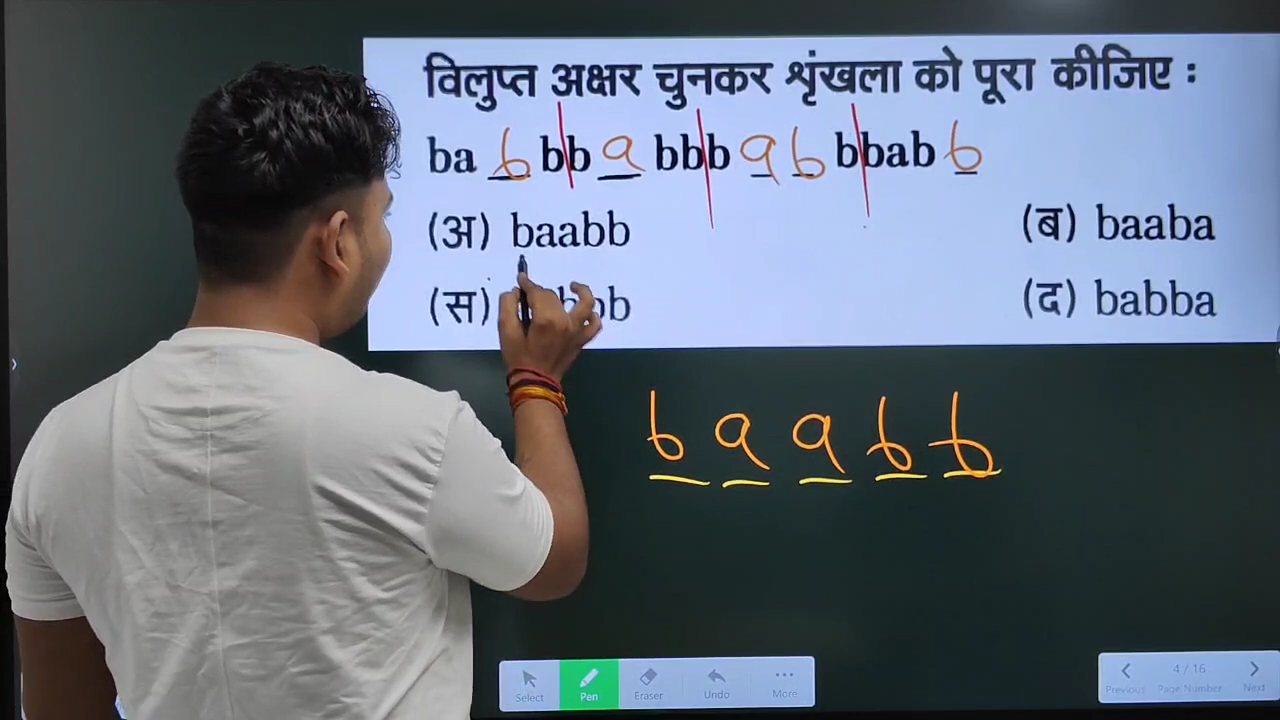 विलुप्त अक्षर चुनकर शृंखला को पूरा कीजिए :
ba b bb a bbb a b bbab b
(अ) baabb
(ब) baaba
(स)
(द) babba
b a a b b
Select Pen Eraser Undo More
Previous 4 / 16 Page Number Next